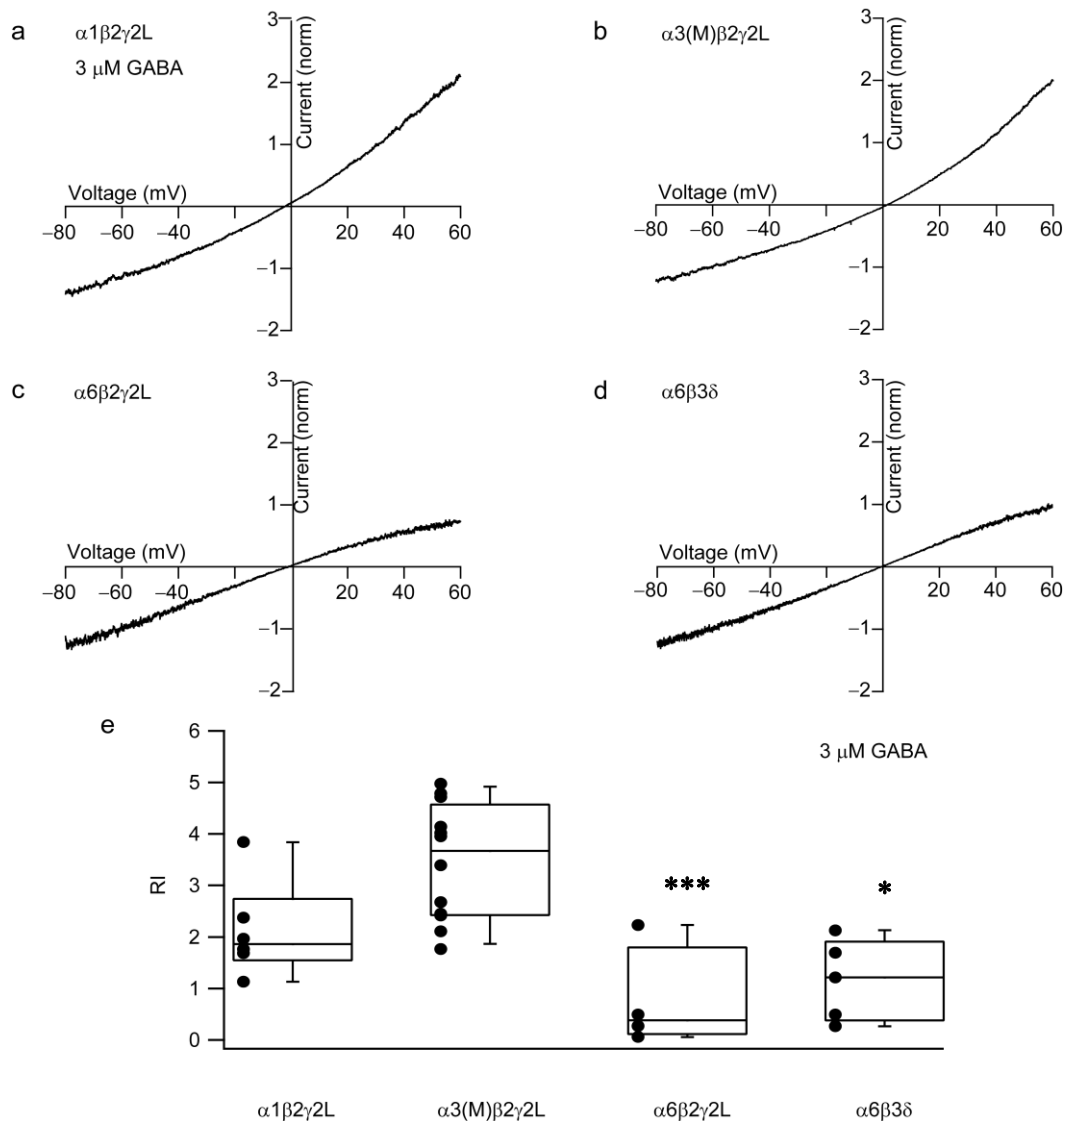 a
α1β2γ2L
3 μM GABA
3
2
1
−1
−2
Current (norm)
Voltage (mV)
−80 −60 −40 20 40 60
b
α3(M)β2γ2L
3
2
1
−1
−2
Current (norm)
Voltage (mV)
−80 −60 −40 20 40 60
c
α6β2γ2L
3
2
1
−1
−2
Current (norm)
Voltage (mV)
−80 −60 −40 20 40 60
d
α6β3δ
3
2
1
−1
−2
Current (norm)
Voltage (mV)
−80 −60 −40 20 40 60
e
3 μM GABA
RI
6
5
4
3
2
1
0
*** *
α1β2γ2L α3(M)β2γ2L α6β2γ2L α6β3δ